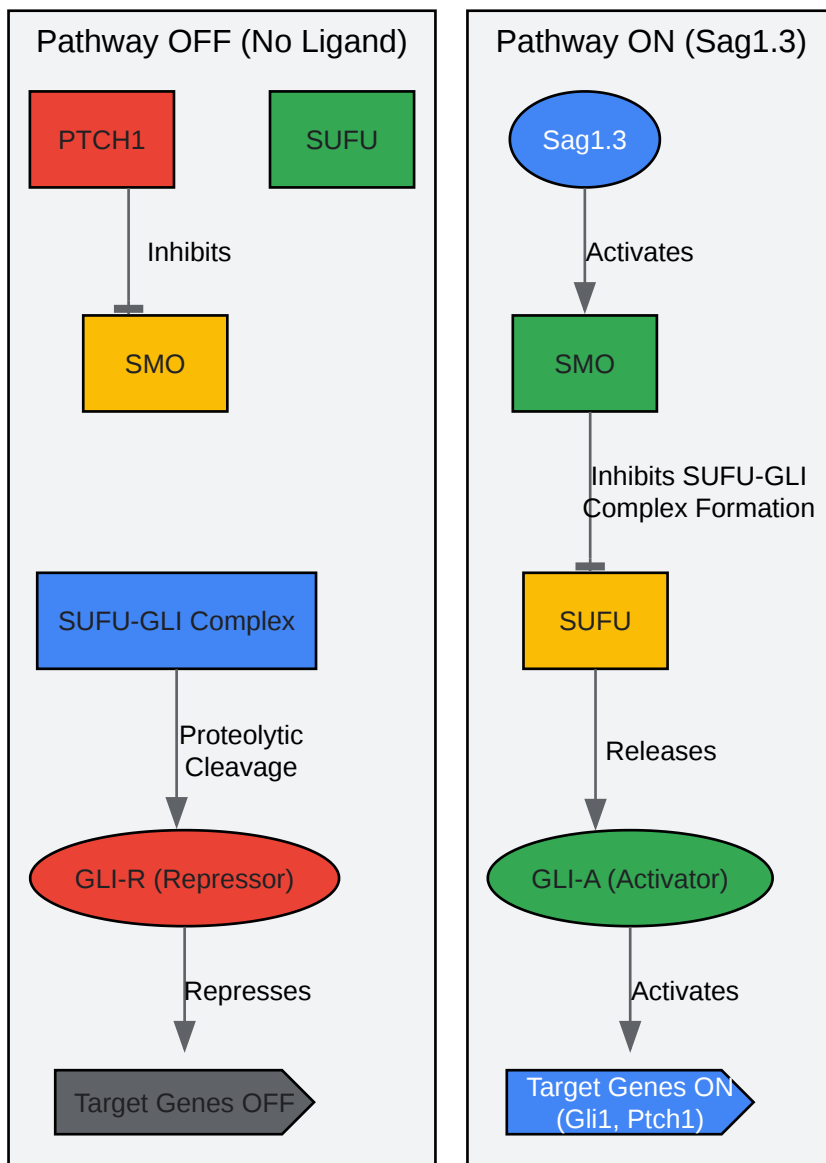 Pathway OFF (No Ligand)
PTCH1
SUFU
Inhibits
SMO
SUFU-GLI Complex
Proteolytic
Cleavage
GLI-R (Repressor)
Represses
Target Genes OFF
Pathway ON (Sag1.3)
Sag1.3
Activates
SMO
Inhibits SUFU-GLI
Complex Formation
SUFU
Releases
GLI-A (Activator)
Activates
Target Genes ON
(Gli1, Ptch1)